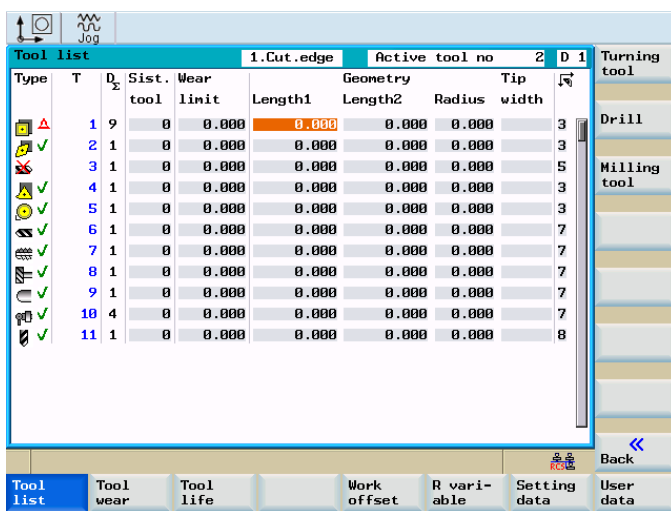 Jog
Tool list 1.Cut.edge Active tool no 2 D 1
Type T DΣ Sist. Wear Geometry Tip
tool limit Length1 Length2 Radius width
1 9 0 0.000 0.000 0.000 0.000 3
2 1 0 0.000 0.000 0.000 0.000 3
3 1 0 0.000 0.000 0.000 0.000 5
4 1 0 0.000 0.000 0.000 0.000 3
5 1 0 0.000 0.000 0.000 0.000 3
6 1 0 0.000 0.000 0.000 0.000 7
7 1 0 0.000 0.000 0.000 0.000 7
8 1 0 0.000 0.000 0.000 0.000 7
9 1 0 0.000 0.000 0.000 0.000 7
10 4 0 0.000 0.000 0.000 0.000 7
11 1 0 0.000 0.000 0.000 0.000 8
RCS
Turning
tool
Drill
Milling
tool
«
Back
Tool
list
Tool
wear
Tool
life
Work
offset
R vari-
able
Setting
data
User
data